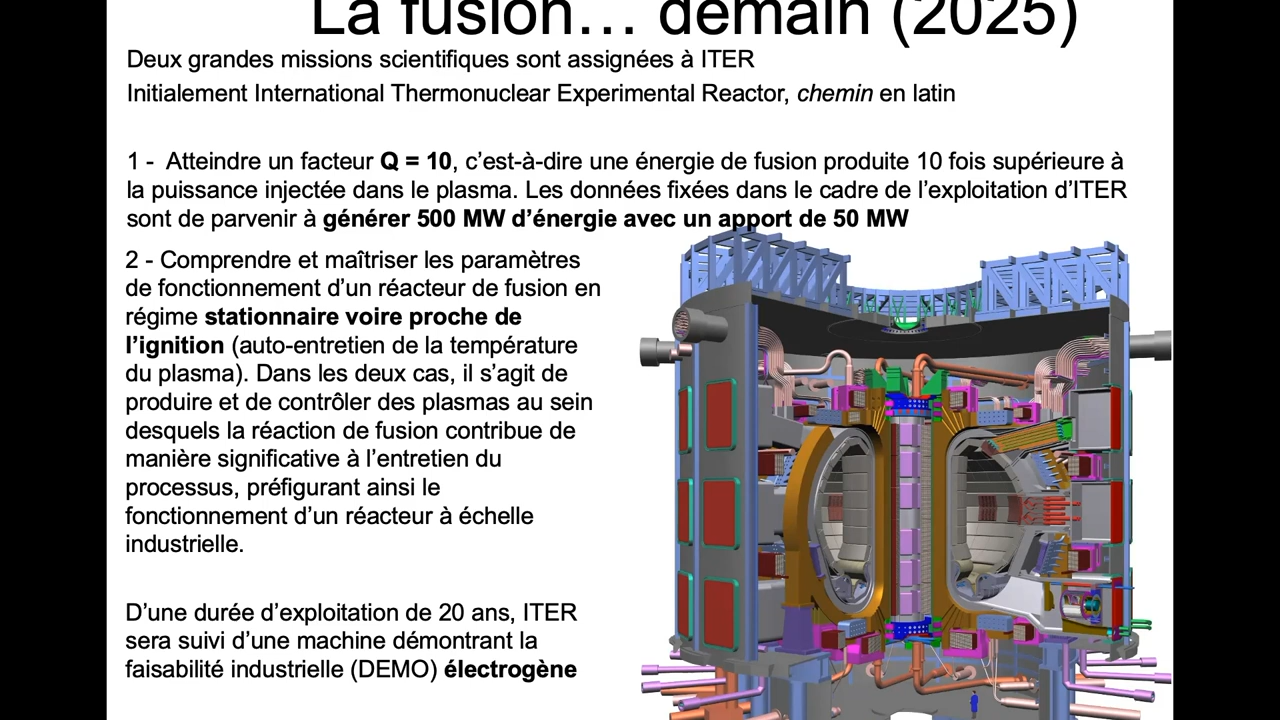 La fusion… demain (2025)
Deux grandes missions scientifiques sont assignées à ITER
Initialement International Thermonuclear Experimental Reactor, chemin en latin
1 - Atteindre un facteur Q = 10, c’est-à-dire une énergie de fusion produite 10 fois supérieure à
la puissance injectée dans le plasma. Les données fixées dans le cadre de l’exploitation d’ITER
sont de parvenir à générer 500 MW d’énergie avec un apport de 50 MW
2 - Comprendre et maîtriser les paramètres
de fonctionnement d’un réacteur de fusion en
régime stationnaire voire proche de
l’ignition (auto-entretien de la température
du plasma). Dans les deux cas, il s’agit de
produire et de contrôler des plasmas au sein
desquels la réaction de fusion contribue de
manière significative à l’entretien du
processus, préfigurant ainsi le
fonctionnement d’un réacteur à échelle
industrielle.
D’une durée d’exploitation de 20 ans, ITER
sera suivi d’une machine démontrant la
faisabilité industrielle (DEMO) électrogène